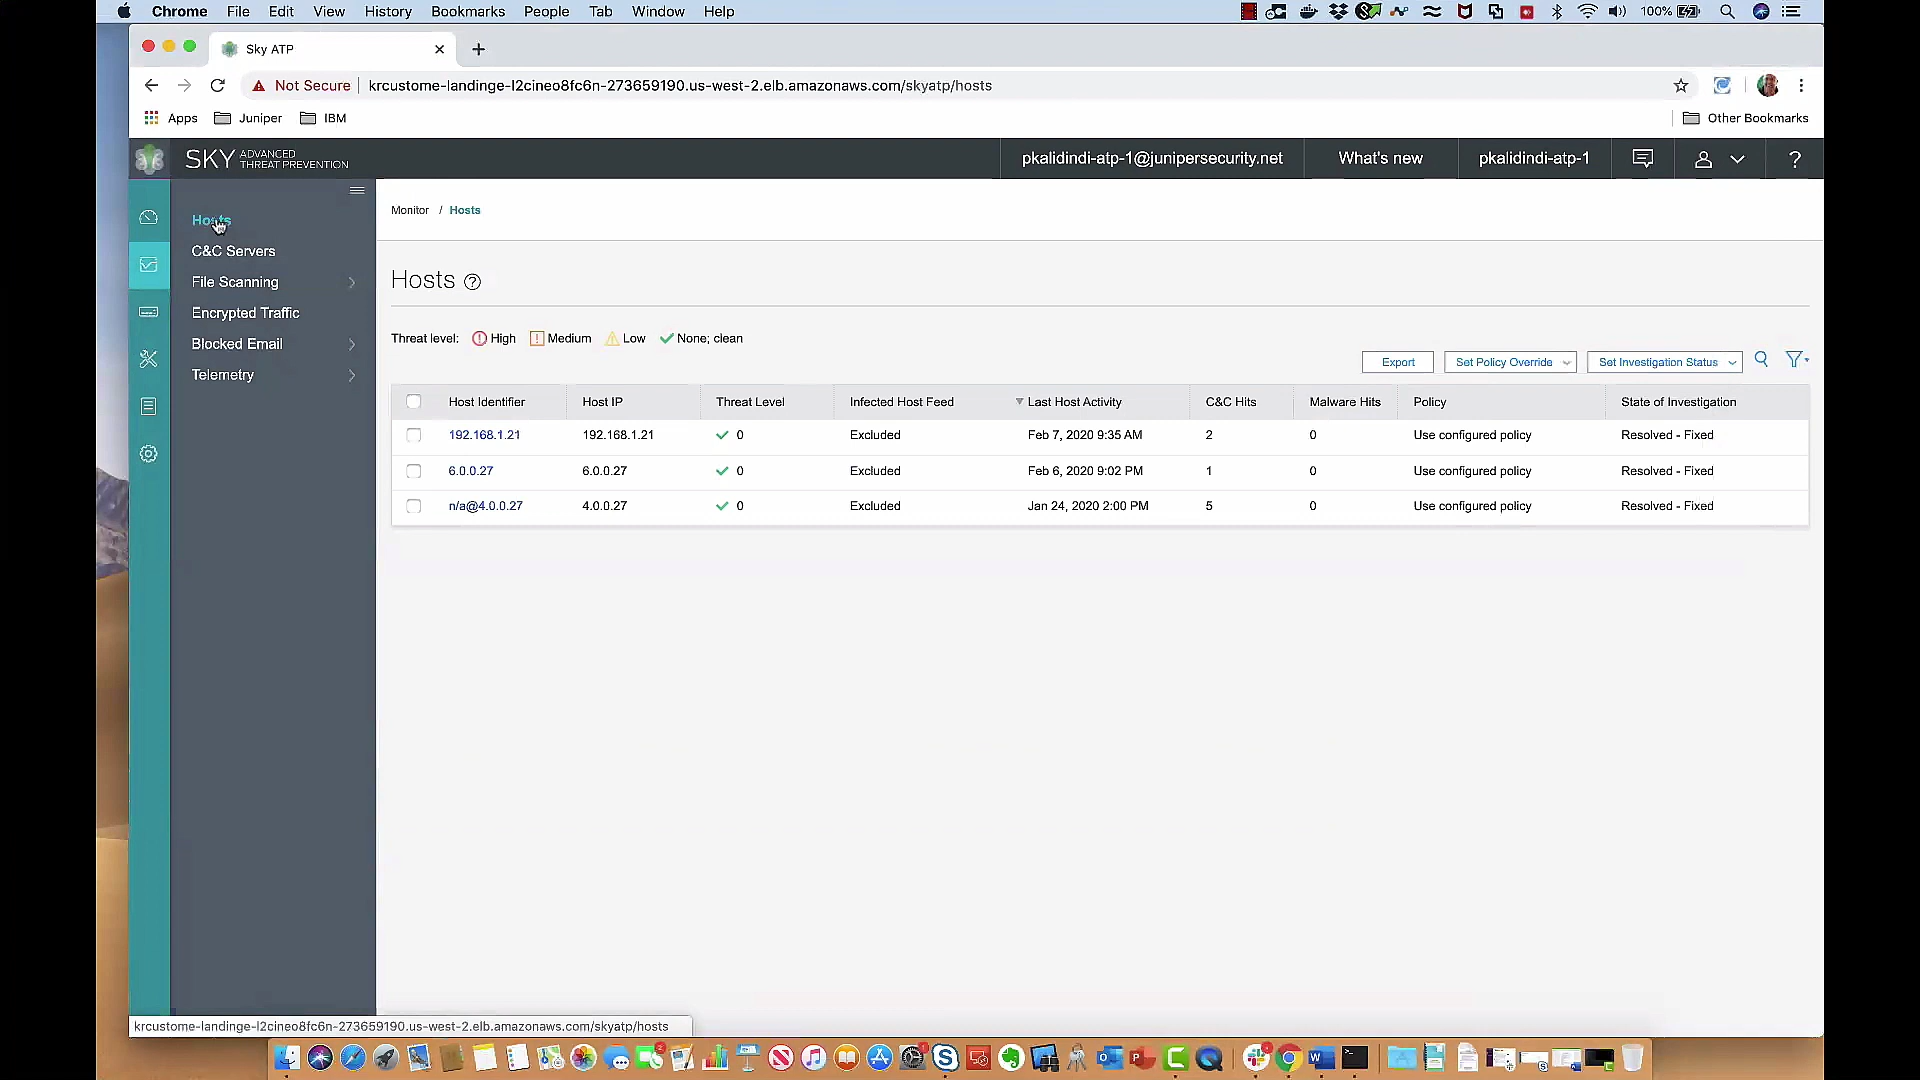 Chrome File Edit View History Bookmarks People Tab Window Help 100%
Sky ATP
Not Secure krcustome-landinge-l2cineo8fc6n-273659190.us-west-2.elb.amazonaws.com/skyatp/hosts
Apps Juniper IBM Other Bookmarks
SKY ADVANCED THREAT PREVENTION pkalidindi-atp-1@junipersecurity.net What's new pkalidindi-atp-1 ?
Hosts
C&C Servers
File Scanning
Encrypted Traffic
Blocked Email
Telemetry
Monitor / Hosts
Hosts ?
Threat level: ! High ! Medium ! Low None; clean
Export Set Policy Override Set Investigation Status
Host Identifier Host IP Threat Level Infected Host Feed Last Host Activity C&C Hits Malware Hits Policy State of Investigation
192.168.1.21 192.168.1.21 0 Excluded Feb 7, 2020 9:35 AM 2 0 Use configured policy Resolved - Fixed
6.0.0.27 6.0.0.27 0 Excluded Feb 6, 2020 9:02 PM 1 0 Use configured policy Resolved - Fixed
n/a@4.0.0.27 4.0.0.27 0 Excluded Jan 24, 2020 2:00 PM 5 0 Use configured policy Resolved - Fixed
krcustome-landinge-l2cineo8fc6n-273659190.us-west-2.elb.amazonaws.com/skyatp/hosts